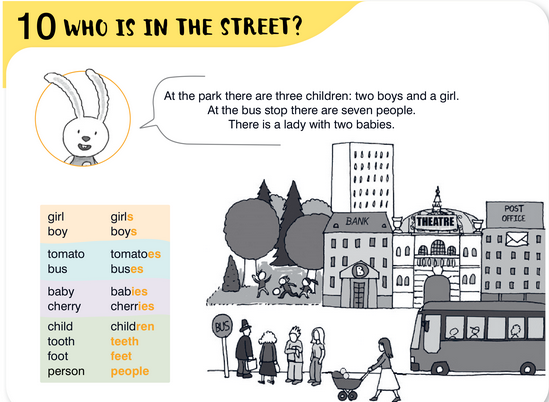 10 WHO IS IN THE STREET?
At the park there are three children: two boys and a girl.
At the bus stop there are seven people.
There is a lady with two babies.
girl girls
boy boys
tomato tomatoes
bus buses
baby babies
cherry cherries
child children
tooth teeth
foot feet
person people
BANK
THEATRE
POST
OFFICE
B
BUS